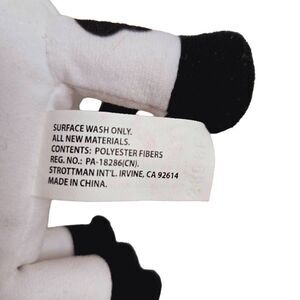 SURFACE WASH ONLY.
ALL NEW MATERIALS.
CONTENTS: POLYESTER FIBERS
REG. NO.: PA-18286(CN).
STROTTMAN INT'L. IRVINE, CA 92614
MADE IN CHINA.